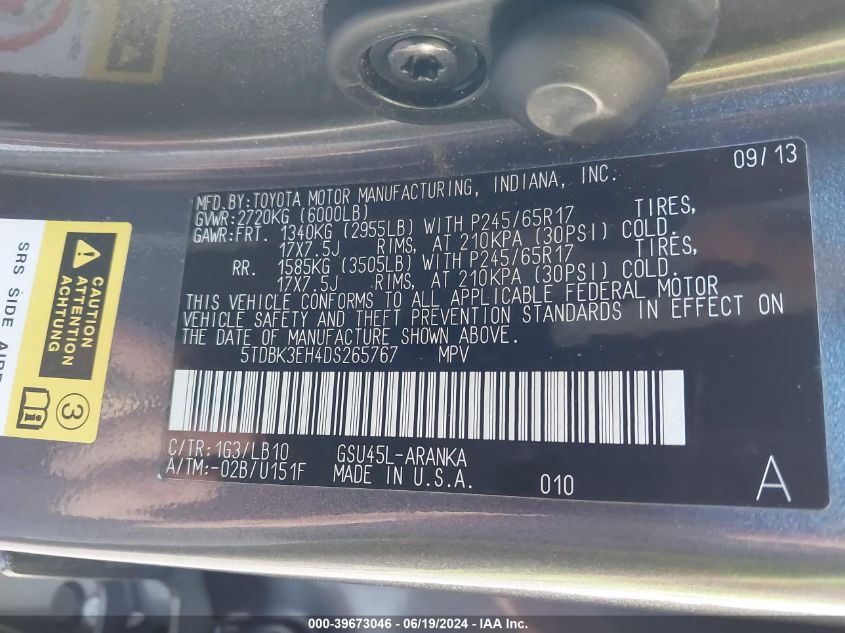 09/13
MFD.BY:TOYOTA MOTOR MANUFACTURING, INDIANA, INC.
GVWR:2720KG (6000LB)
GAWR:FRT. 1340KG (2955LB) WITH P245/65R17 TIRES,
17X7.5J RIMS, AT 210KPA (30PSI) COLD.
RR. 1585KG (3505LB) WITH P245/65R17 TIRES,
17X7.5J RIMS, AT 210KPA (30PSI) COLD.
THIS VEHICLE CONFORMS TO ALL APPLICABLE FEDERAL MOTOR
VEHICLE SAFETY AND THEFT PREVENTION STANDARDS IN EFFECT ON
THE DATE OF MANUFACTURE SHOWN ABOVE.
5TDBK3EH4DS265767 MPV
C/TR:1G3/LB10 GSU45L-ARANKA
A/TM:-02B/U151F MADE IN U.S.A. 010 A
CAUTION
ATTENTION
ACHTUNG
3
SRS SIDE
000-39673046 / 06/19/2024 - IAA Inc.